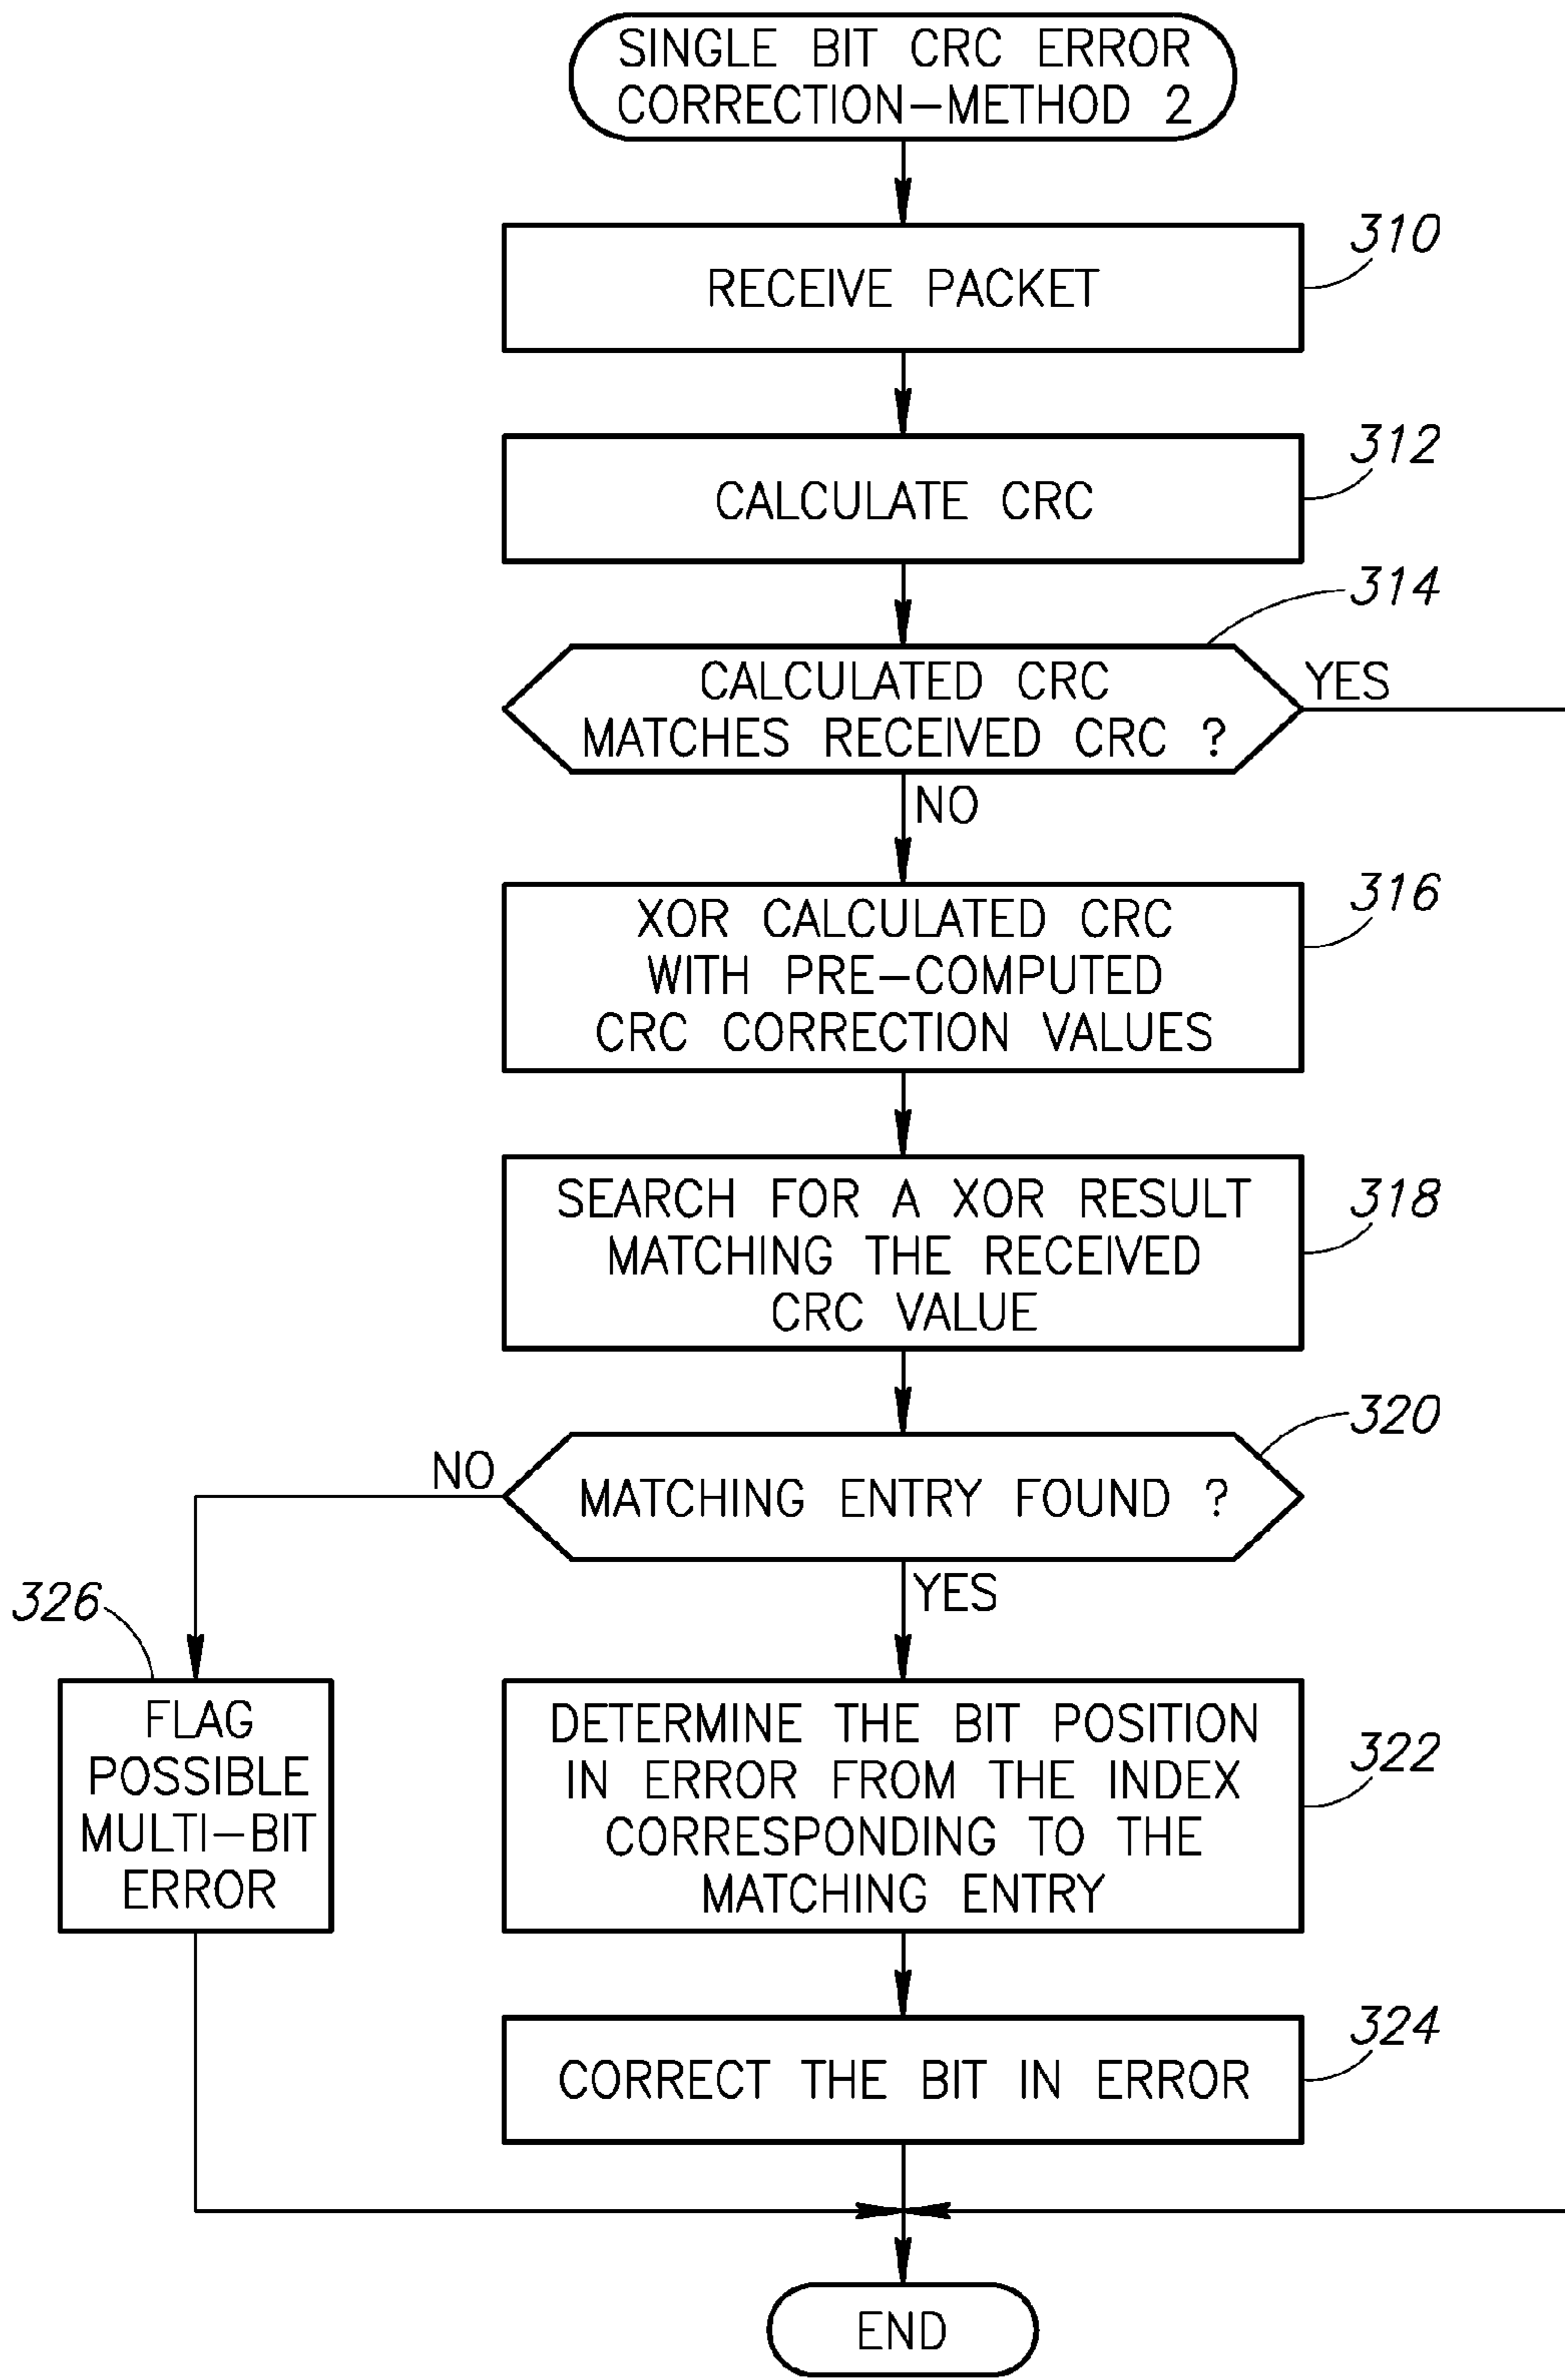 SINGLE BIT CRC ERROR
CORRECTION-METHOD 2
310
RECEIVE PACKET
312
CALCULATE CRC
314
CALCULATED CRC
MATCHES RECEIVED CRC ?
YES
NO
316
XOR CALCULATED CRC
WITH PRE-COMPUTED
CRC CORRECTION VALUES
318
SEARCH FOR A XOR RESULT
MATCHING THE RECEIVED
CRC VALUE
320
MATCHING ENTRY FOUND ?
NO
YES
326
FLAG
POSSIBLE
MULTI-BIT
ERROR
322
DETERMINE THE BIT POSITION
IN ERROR FROM THE INDEX
CORRESPONDING TO THE
MATCHING ENTRY
324
CORRECT THE BIT IN ERROR
END